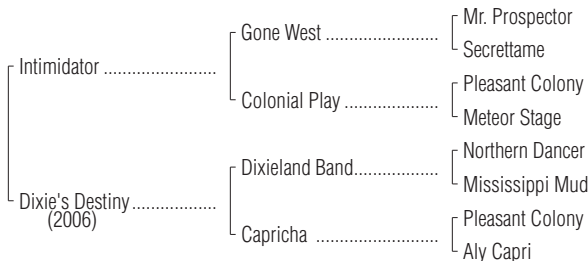 Mr. Prospector
Gone West
Secrettame
Intimidator
Pleasant Colony
Colonial Play
Meteor Stage
Northern Dancer
Dixieland Band
Mississippi Mud
Dixie's Destiny
(2006)
Pleasant Colony
Capricha
Aly Capri